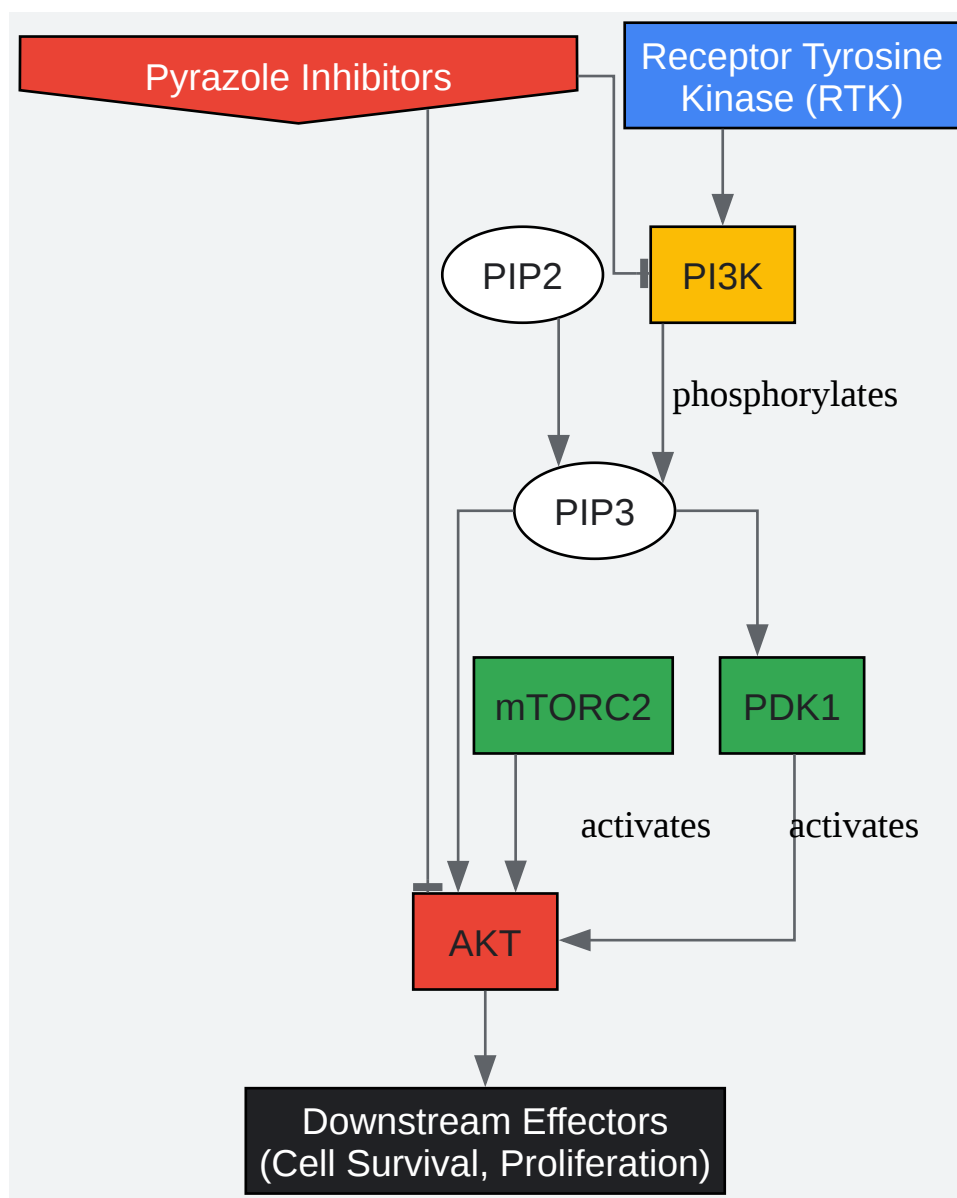 Pyrazole Inhibitors
Receptor Tyrosine
Kinase (RTK)
PIP2
PI3K
phosphorylates
PIP3
mTORC2
PDK1
activates
activates
AKT
Downstream Effectors
(Cell Survival, Proliferation)